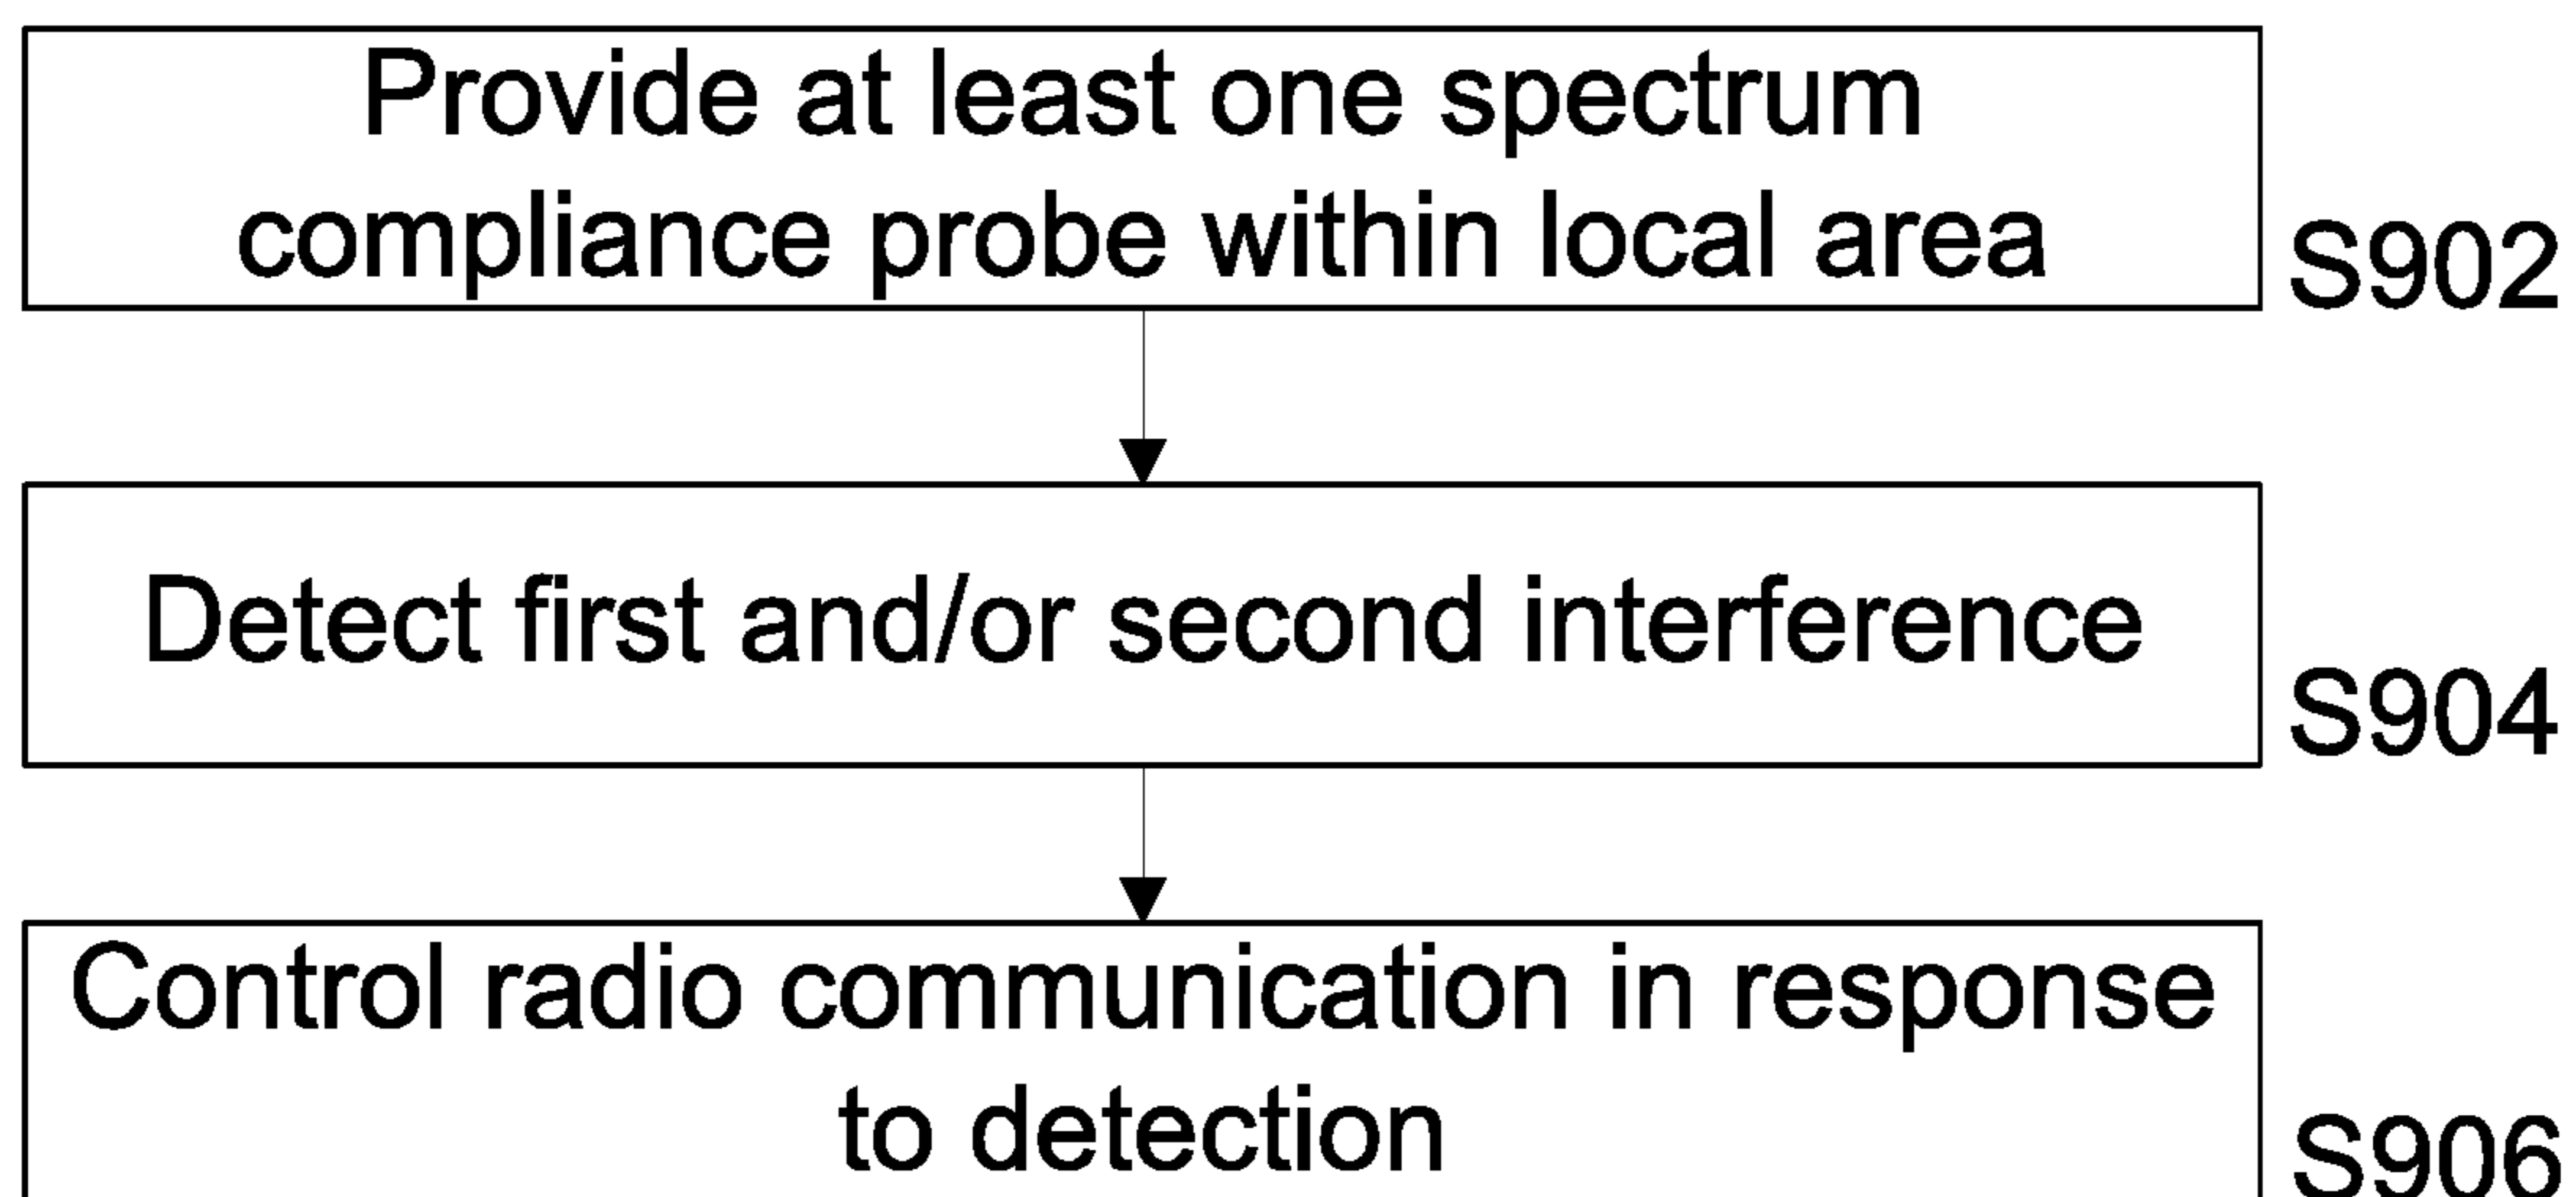 Provide at least one spectrum
compliance probe within local area
S902
Detect first and/or second interference
S904
Control radio communication in response
to detection
S906